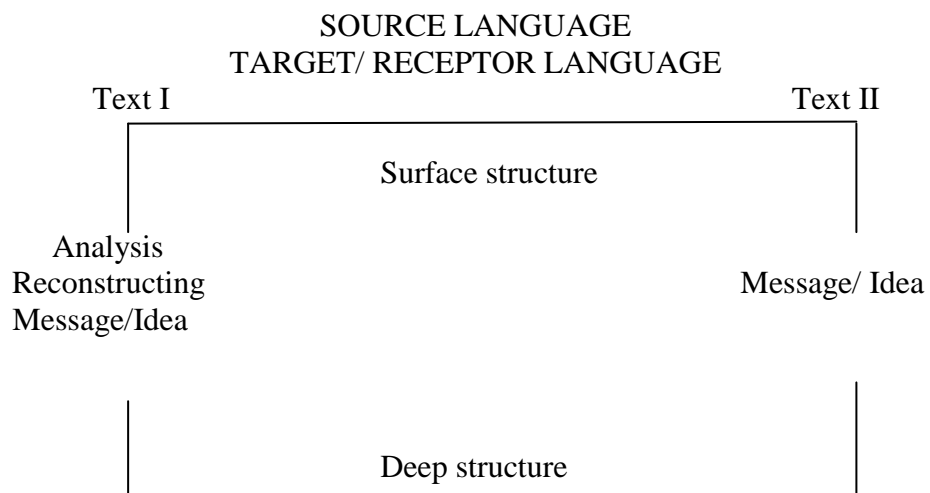 SOURCE LANGUAGE
TARGET/ RECEPTOR LANGUAGE
Text I Text II
Surface structure
Analysis
Reconstructing Message/ Idea
Message/Idea
Deep structure